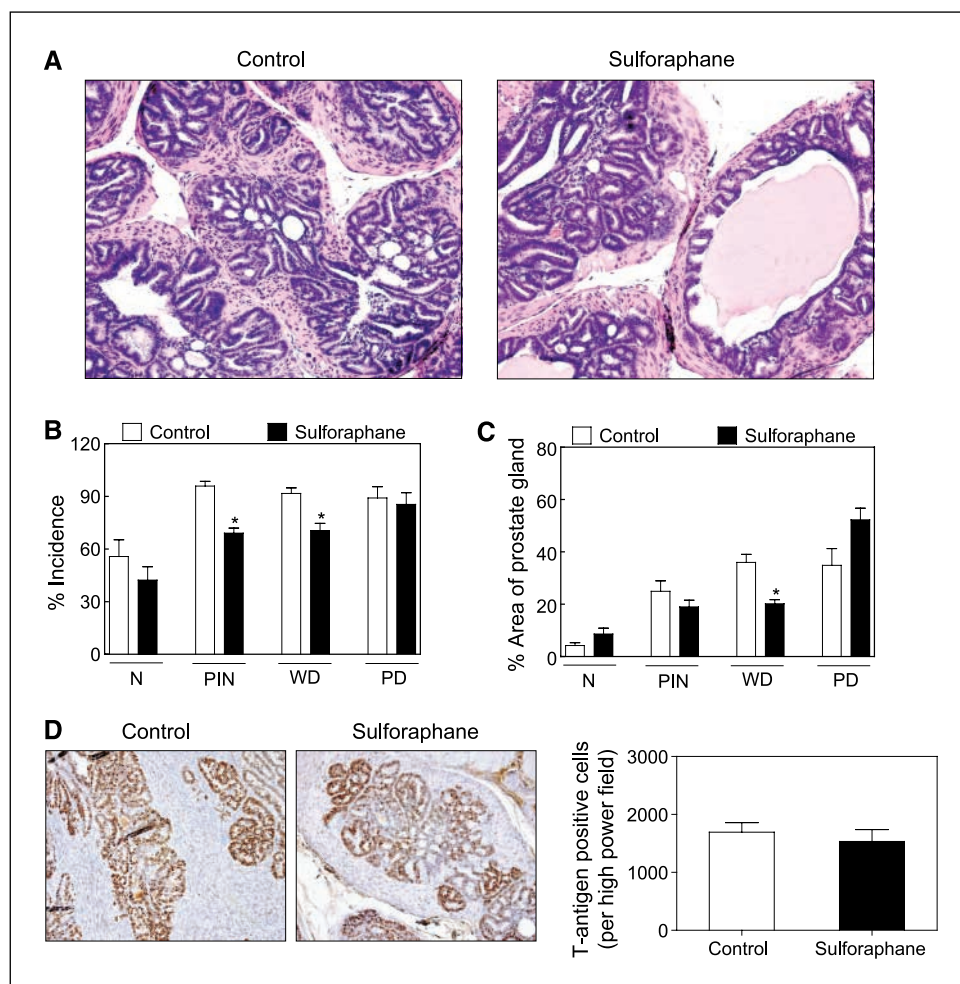 A
Control
Sulforaphane
B
Control
Sulforaphane
% Incidence
120
90
60
30
0
N
PIN
WD
PD
*
*
C
Control
Sulforaphane
% Area of prostate gland
80
60
40
20
0
N
PIN
WD
PD
*
D
Control
Sulforaphane
T-antigen positive cells
(per high power field)
3000
2000
1000
0
Control
Sulforaphane